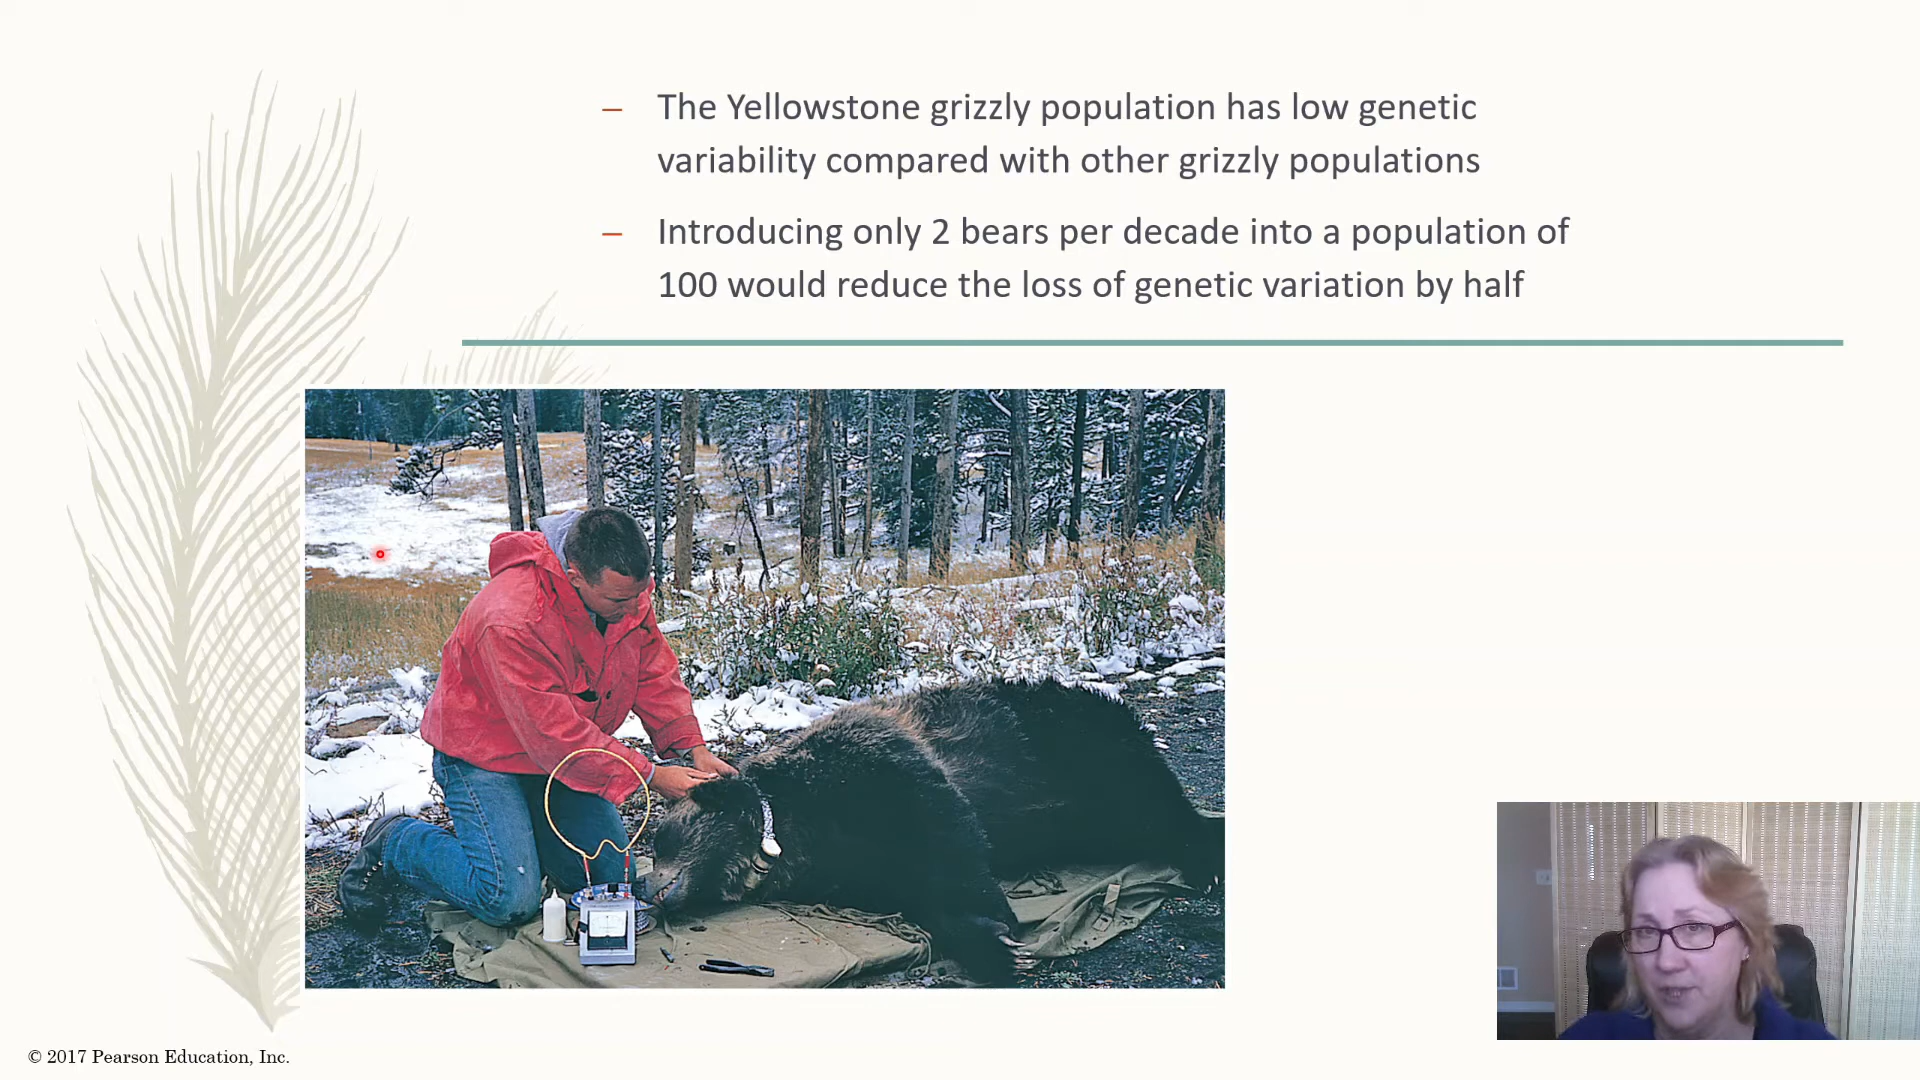 – The Yellowstone grizzly population has low genetic
variability compared with other grizzly populations
– Introducing only 2 bears per decade into a population of
100 would reduce the loss of genetic variation by half
© 2017 Pearson Education, Inc.